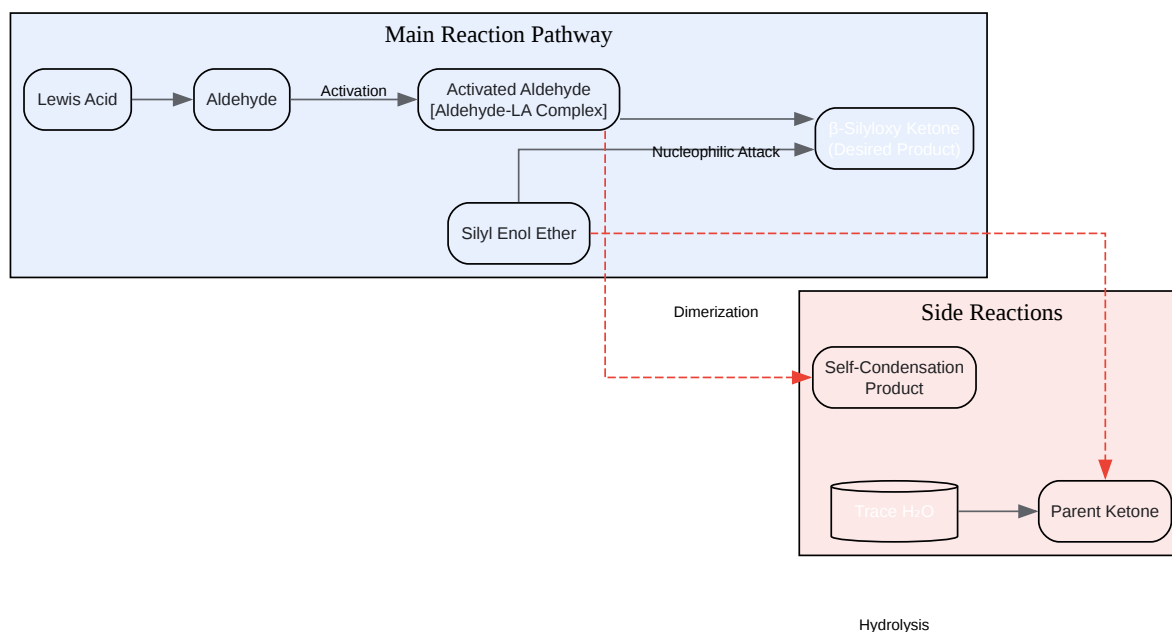 Main Reaction Pathway
Lewis Acid
Aldehyde
Activation
Activated Aldehyde
[Aldehyde-LA Complex]
β-Silyloxy Ketone
(Desired Product)
Nucleophilic Attack
Silyl Enol Ether
Dimerization
Side Reactions
Self-Condensation
Product
Trace H₂O
Parent Ketone
Hydrolysis